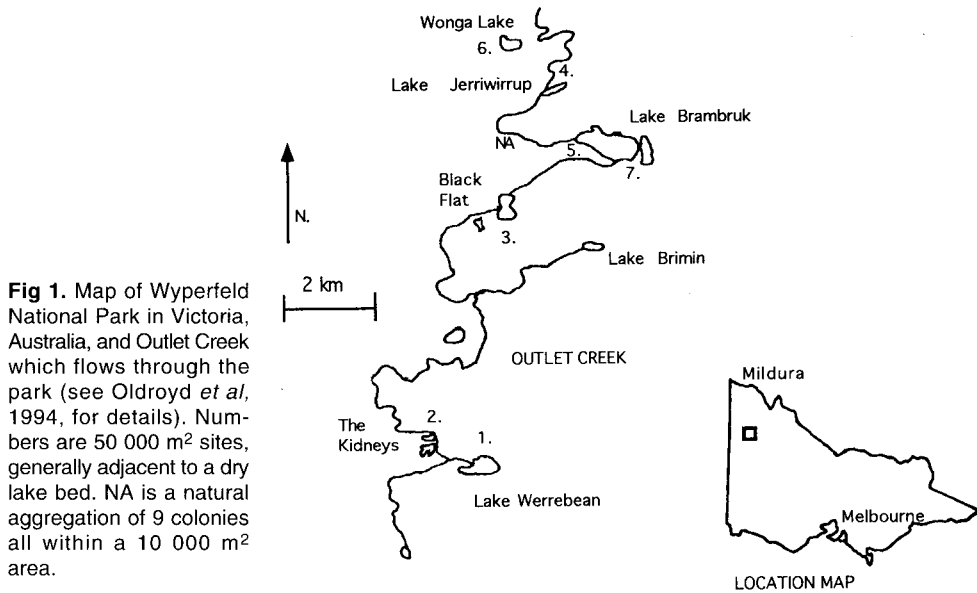 Wonga Lake
6.
4.
Lake Jerriwirrup
Lake Brambruk
NA
5.
7.
Black
Flat
N.
3.
Lake Brimin
2 km
Fig 1. Map of Wyperfeld
National Park in Victoria,
Australia, and Outlet Creek
which flows through the
park (see Oldroyd et al,
1994, for details). Num-
bers are 50 000 m² sites,
generally adjacent to a dry
lake bed. NA is a natural
aggregation of 9 colonies
all within a 10 000 m²
area.
OUTLET CREEK
The
Kidneys
2.
1.
Lake Werrebean
Mildura
Melbourne
LOCATION MAP